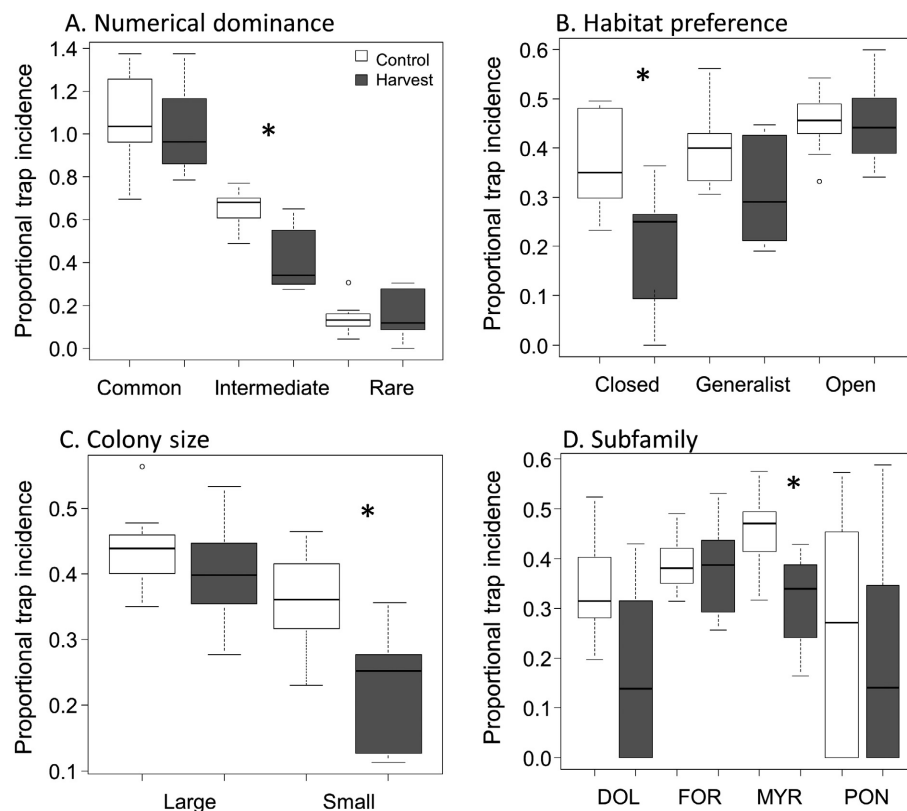 A. Numerical dominance
Proportional trap incidence
1.4
1.2
1.0
0.8
0.6
0.4
0.2
0.0
Control
Harvest
*
Common Intermediate Rare
B. Habitat preference
Proportional trap incidence
0.6
0.5
0.4
0.3
0.2
0.1
0.0
*
Closed Generalist Open
C. Colony size
Proportional trap incidence
0.5
0.4
0.3
0.2
0.1
*
Large Small
D. Subfamily
Proportional trap incidence
0.6
0.5
0.4
0.3
0.2
0.1
0.0
*
DOL FOR MYR PON